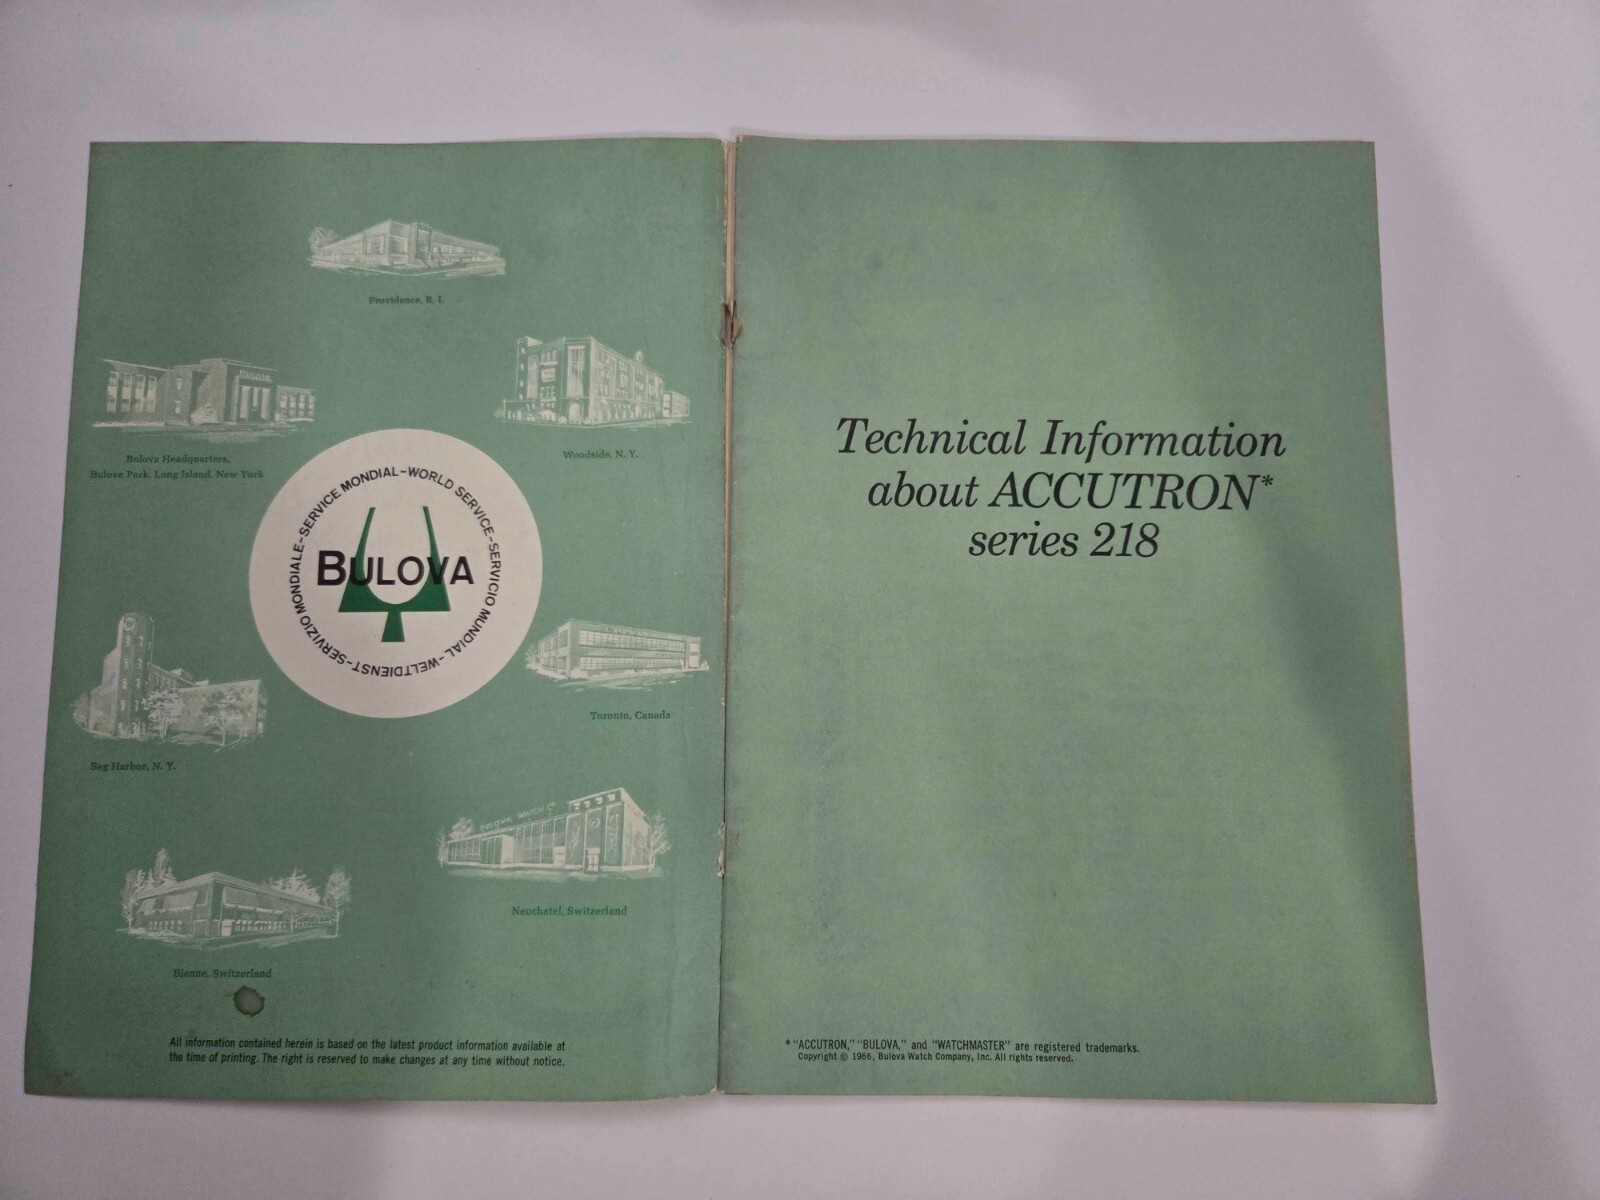 Providence, R. I.
BULOVA
Bulova Headquarters,
Bulova Park, Long Island, New York
Woodside, N. Y.
SERVICE MONDIAL-WORLD SERVICE-SERVICIO MUNDIAL-WELTDIENST-SERVIZIO MONDIALE-
BULOVA
Toronto, Canada
Sag Harbor, N. Y.
BULOVA WATCH Co
Neuchatel, Switzerland
Bienne, Switzerland
All information contained herein is based on the latest product information available at
the time of printing. The right is reserved to make changes at any time without notice.
Technical Information
about ACCUTRON*
series 218
*"ACCUTRON," "BULOVA," and "WATCHMASTER" are registered trademarks.
Copyright © 1966, Bulova Watch Company, Inc. All rights reserved.